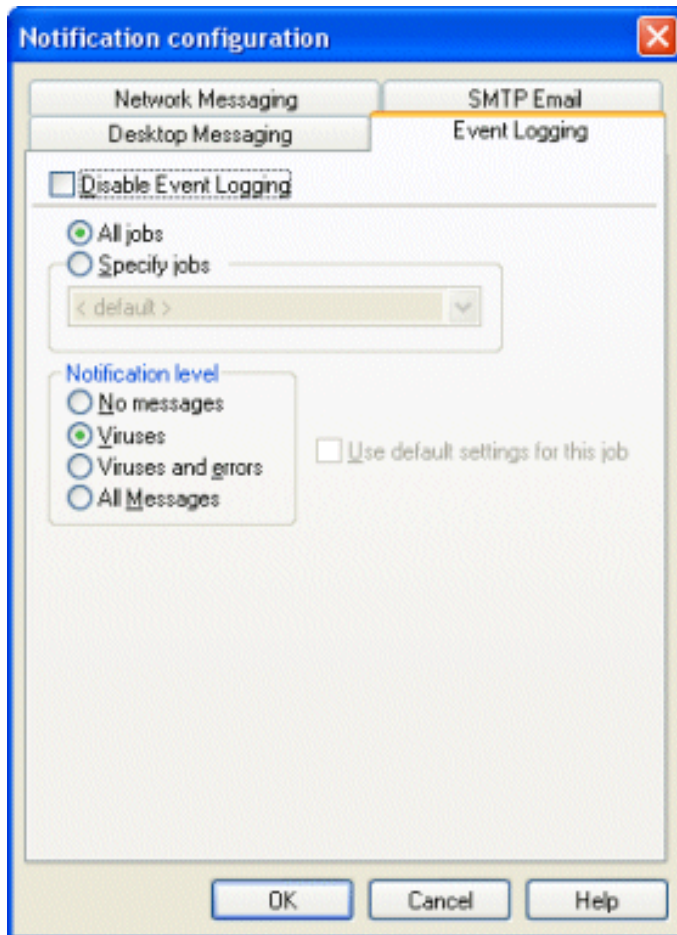 Notification configuration
Network Messaging
SMTP Email
Desktop Messaging
Event Logging
Disable Event Logging
All jobs
Specify jobs
< default >
Notification level
No messages
Viruses
Viruses and errors
All Messages
Use default settings for this job
OK
Cancel
Help